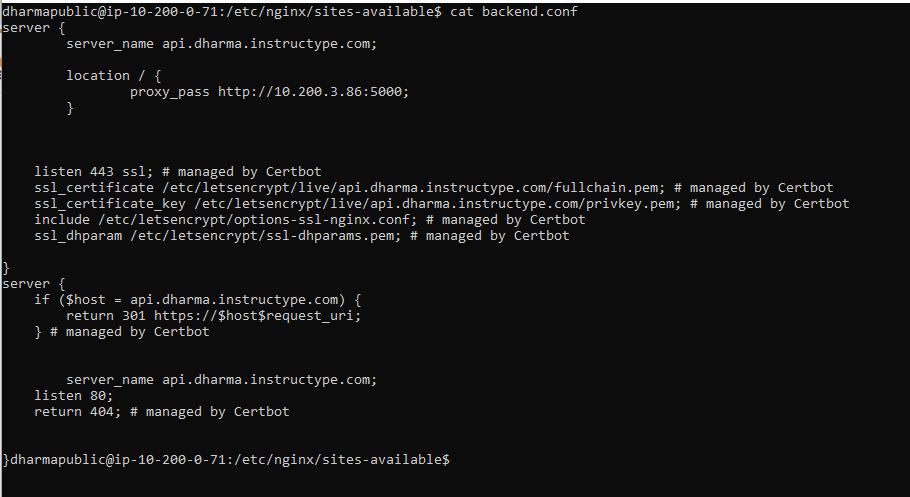 dharmapublic@ip-10-200-0-71:/etc/nginx/sites-available$ cat backend.conf
server {
        server_name api.dharma.instructype.com;
        location / {
                proxy_pass http://10.200.3.86:5000;
        }
    listen 443 ssl; # managed by Certbot
    ssl_certificate /etc/letsencrypt/live/api.dharma.instructype.com/fullchain.pem; # managed by Certbot
    ssl_certificate_key /etc/letsencrypt/live/api.dharma.instructype.com/privkey.pem; # managed by Certbot
    include /etc/letsencrypt/options-ssl-nginx.conf; # managed by Certbot
    ssl_dhparam /etc/letsencrypt/ssl-dhparams.pem; # managed by Certbot
}
server {
    if ($host = api.dharma.instructype.com) {
        return 301 https://$host$request_uri;
    } # managed by Certbot
        server_name api.dharma.instructype.com;
    listen 80;
    return 404; # managed by Certbot
}dharmapublic@ip-10-200-0-71:/etc/nginx/sites-available$